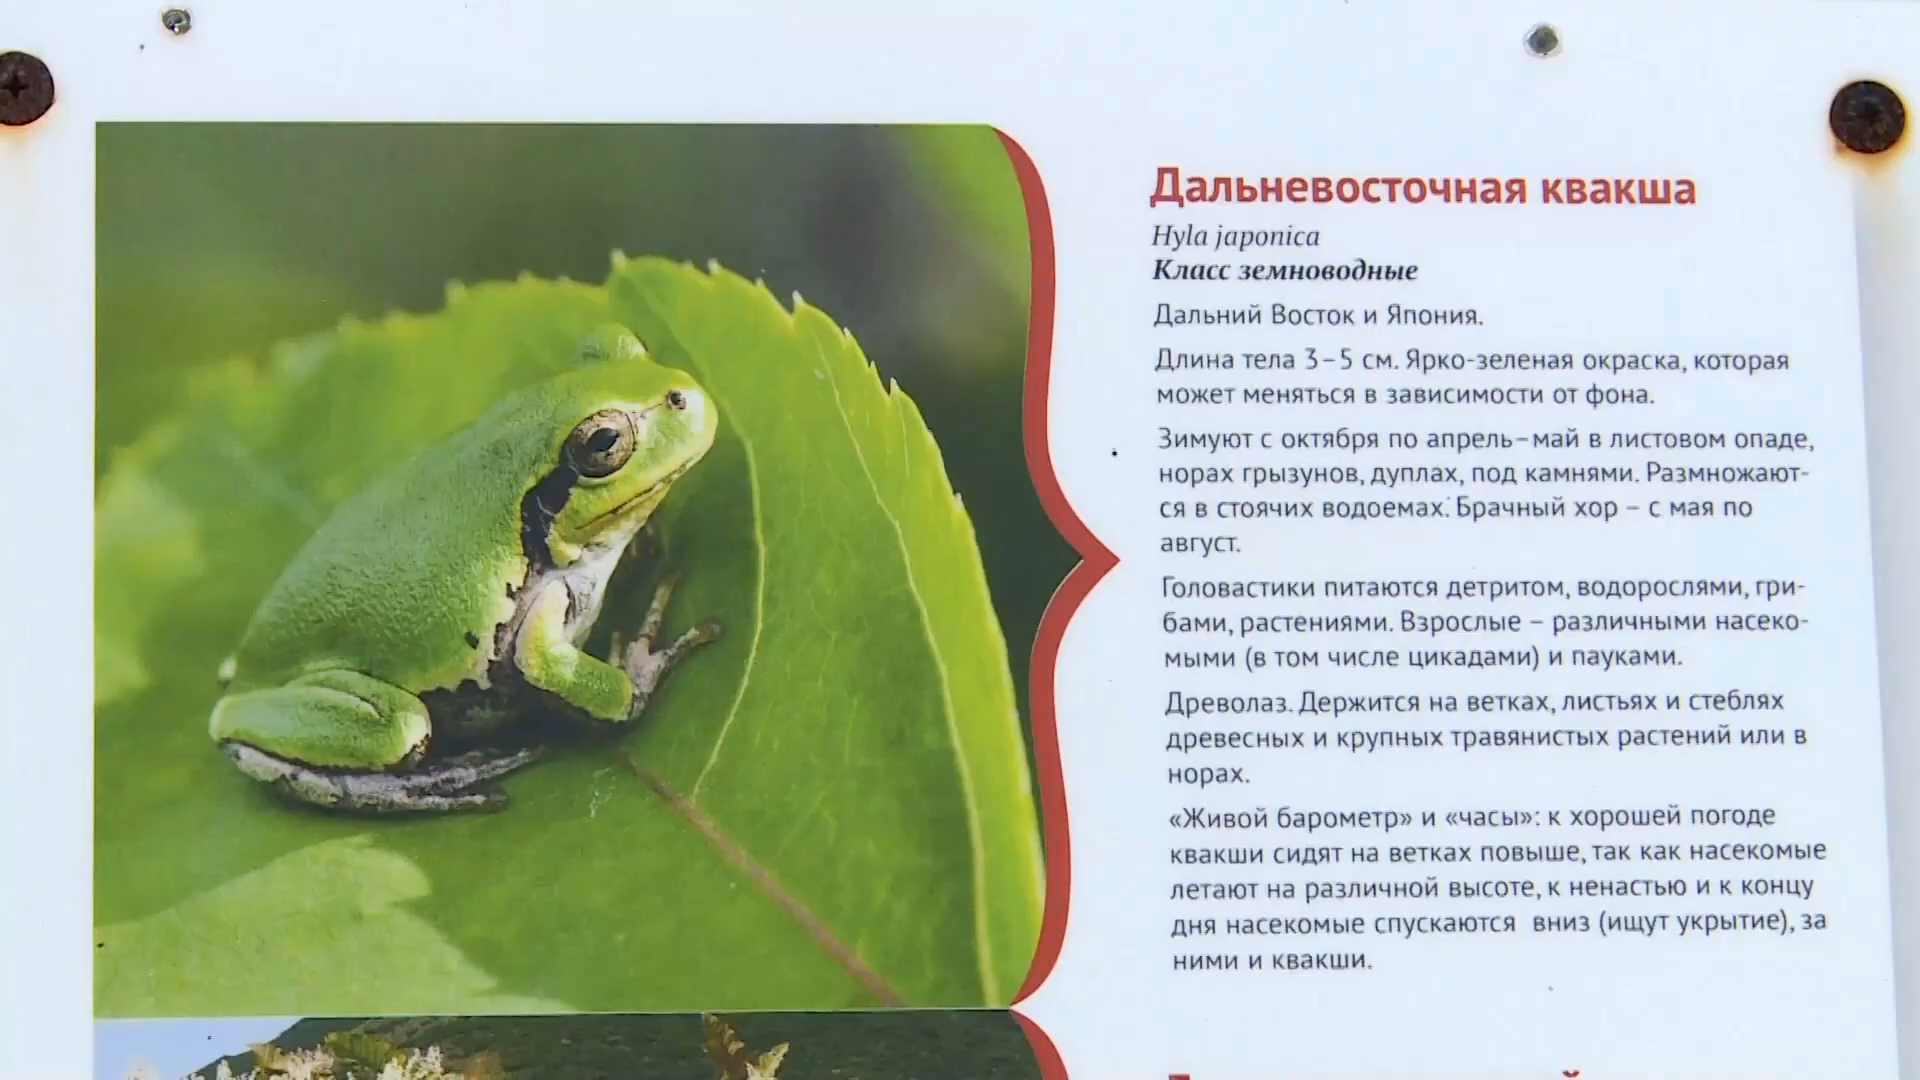 Дальневосточная квакша
Hyla japonica
Класс земноводные
Дальний Восток и Япония.
Длина тела 3–5 см. Ярко-зеленая окраска, которая
может меняться в зависимости от фона.
Зимуют с октября по апрель–май в листовом опаде,
норах грызунов, дуплах, под камнями. Размножают-
ся в стоячих водоемах. Брачный хор – с мая по
август.
Головастики питаются детритом, водорослями, гри-
бами, растениями. Взрослые – различными насеко-
мыми (в том числе цикадами) и пауками.
Древолаз. Держится на ветках, листьях и стеблях
древесных и крупных травянистых растений или в
норах.
«Живой барометр» и «часы»: к хорошей погоде
квакши сидят на ветках повыше, так как насекомые
летают на различной высоте, к ненастью и к концу
дня насекомые спускаются вниз (ищут укрытие), за
ними и квакши.